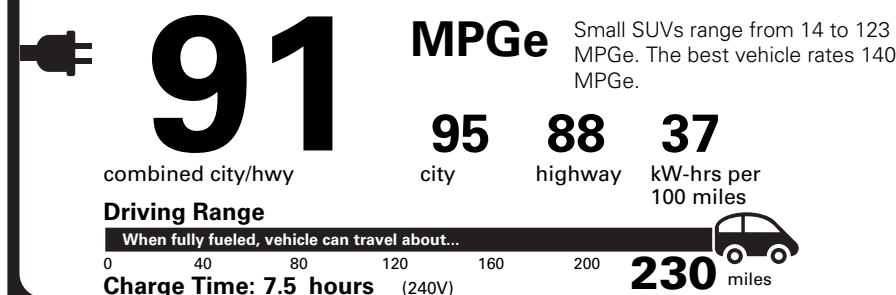 91
MPGe
Small SUVs range from 14 to 123
MPGe. The best vehicle rates 140
MPGe.
combined city/hwy
95
city
88
highway
37
kW-hrs per
100 miles
Driving Range
When fully fueled, vehicle can travel about...
0 40 80 120 160 200 230 miles
Charge Time: 7.5 hours (240V)